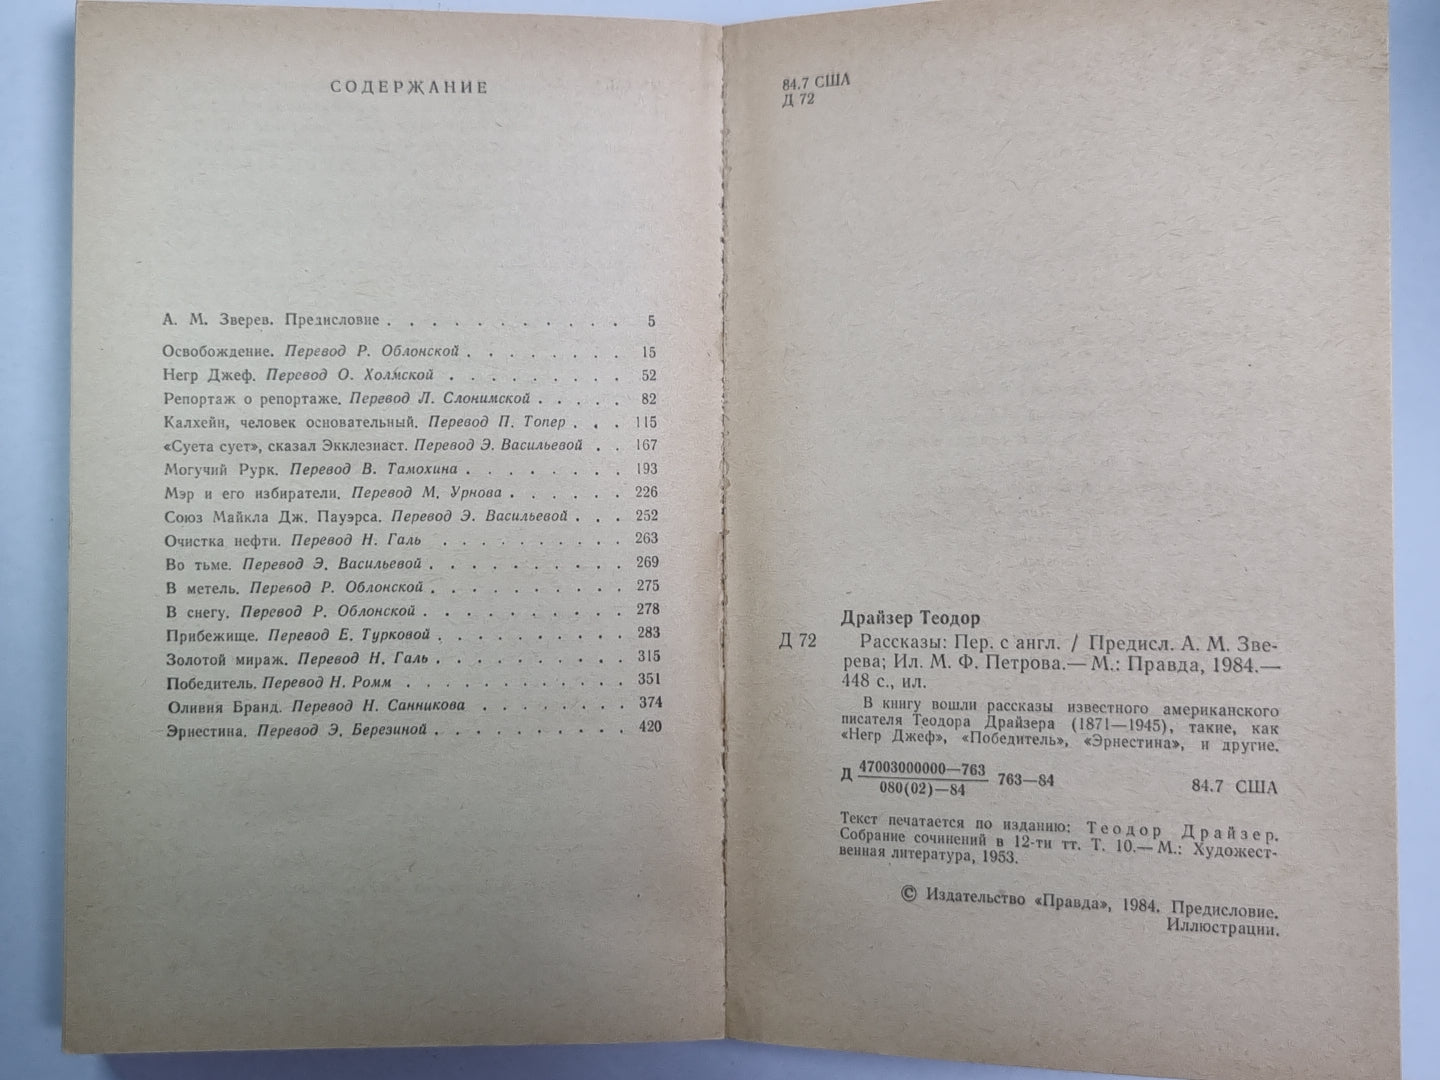 СОДЕРЖАНИЕ
А. М. Зверев. Предисловие . . . . . . . . . . . 5
Освобождение. Перевод Р. Облонской . . . . . . . . 15
Негр Джеф. Перевод О. Холмской . . . . . . . . . 52
Репортаж о репортаже. Перевод Л. Слонимской . . . . . 82
Калхейн, человек основательный. Перевод П. Топер . . . 115
«Суета сует», сказал Экклезиаст. Перевод Э. Васильевой . . 167
Могучий Рурк. Перевод В. Тамохина . . . . . . . . 193
Мэр и его избиратели. Перевод М. Урнова . . . . . . 226
Союз Майкла Дж. Пауэрса. Перевод Э. Васильевой . . . 252
Очистка нефти. Перевод Н. Галь . . . . . . . . . . 263
Во тьме. Перевод Э. Васильевой . . . . . . . . . . 269
В метель. Перевод Р. Облонской . . . . . . . . . . 275
В снегу. Перевод Р. Облонской . . . . . . . . . . 278
Прибежище. Перевод Е. Турковой . . . . . . . . . . 283
Золотой мираж. Перевод Н. Галь . . . . . . . . . . 315
Победитель. Перевод Н. Ромм . . . . . . . . . . . . 351
Оливия Бранд. Перевод Н. Санникова . . . . . . . . 374
Эрнестина. Перевод Э. Березиной . . . . . . . . . . 420
84.7 США
Д 72
Драйзер Теодор
Д 72 Рассказы: Пер. с англ. / Предисл. А. М. Зве-
рева; Ил. М. Ф. Петрова.— М.: Правда, 1984.—
448 с., ил.
В книгу вошли рассказы известного американского
писателя Теодора Драйзера (1871—1945), такие, как
«Негр Джеф», «Победитель», «Эрнестина», и другие.
Д 47003000000—763 763—84
080(02)—84 84.7 США
Текст печатается по изданию: Теодор Драйзер.
Собрание сочинений в 12-ти тт. Т. 10.— М.: Художест-
венная литература, 1953.
© Издательство «Правда», 1984. Предисловие.
Иллюстрации.